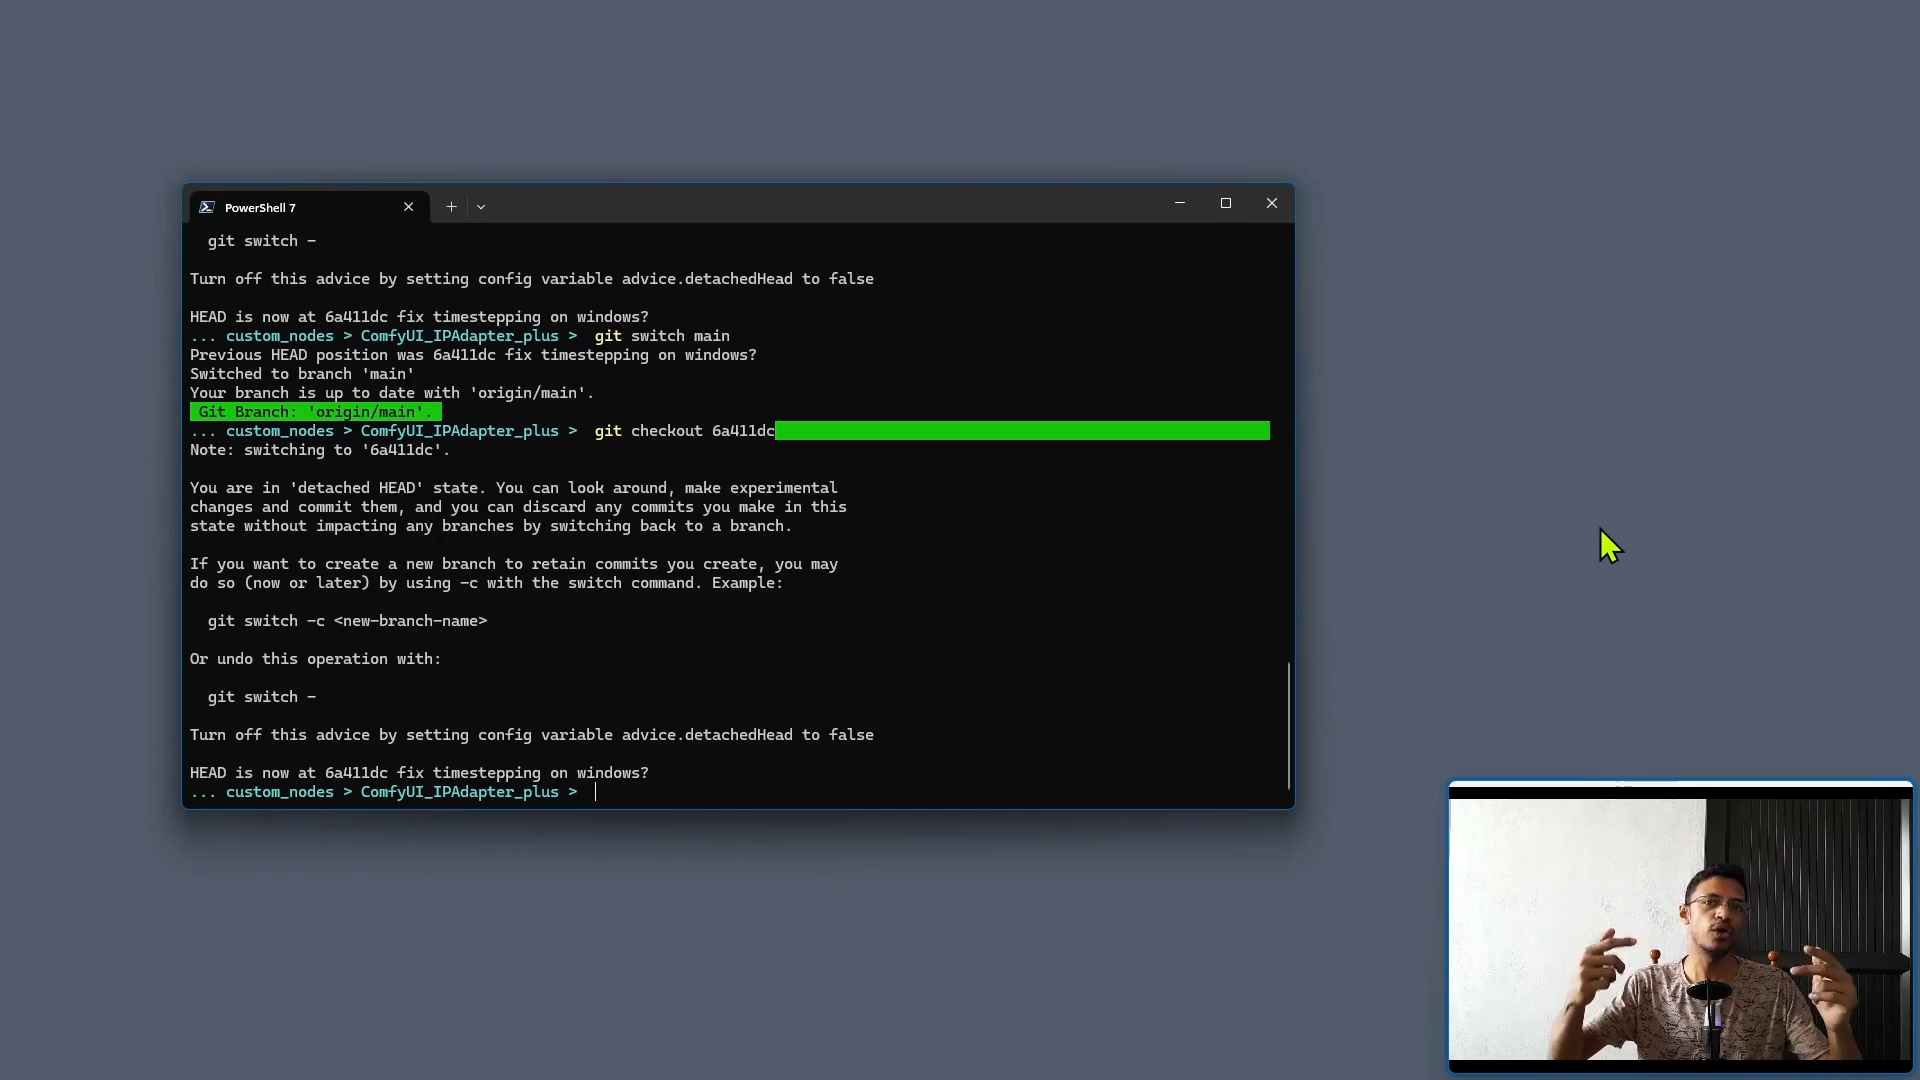 PowerShell 7
git switch -
Turn off this advice by setting config variable advice.detachedHead to false
HEAD is now at 6a411dc fix timestepping on windows?
... custom_nodes > ComfyUI_IPAdapter_plus > git switch main
Previous HEAD position was 6a411dc fix timestepping on windows?
Switched to branch 'main'
Your branch is up to date with 'origin/main'.
Git Branch: 'origin/main'.
... custom_nodes > ComfyUI_IPAdapter_plus > git checkout 6a411dc
Note: switching to '6a411dc'.
You are in 'detached HEAD' state. You can look around, make experimental
changes and commit them, and you can discard any commits you make in this
state without impacting any branches by switching back to a branch.
If you want to create a new branch to retain commits you create, you may
do so (now or later) by using -c with the switch command. Example:
git switch -c <new-branch-name>
Or undo this operation with:
git switch -
Turn off this advice by setting config variable advice.detachedHead to false
HEAD is now at 6a411dc fix timestepping on windows?
... custom_nodes > ComfyUI_IPAdapter_plus >